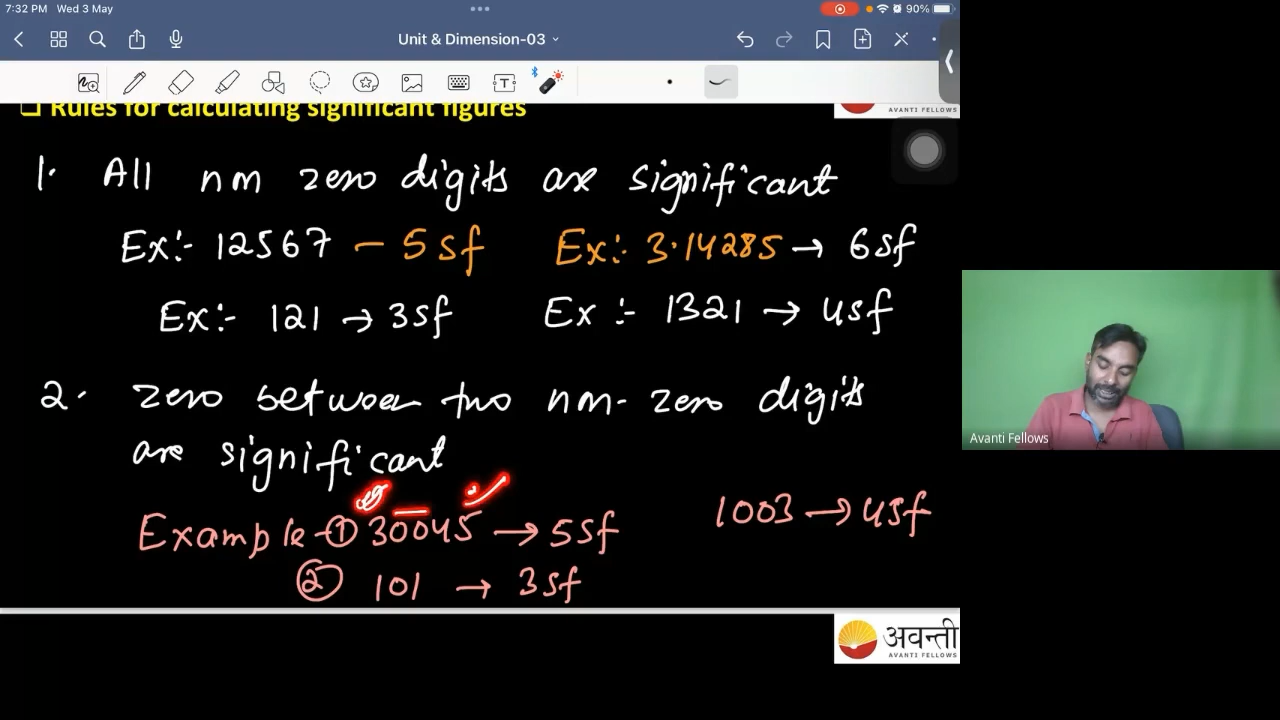 7:32 PM Wed 3 May
90%
Unit & Dimension-03
Rules for calculating significant figures
AVANTI FELLOWS
1. All non zero digits are significant
Ex:- 12567 – 5sf Ex:- 3.14285 → 6sf
Ex:- 121 → 3sf Ex:- 1321 → 4sf
2. zero between two non-zero digits
are significant
Example-① 30045 → 5sf 1003 → 4sf
② 101 → 3sf
Avanti Fellows
अवन्ती
AVANTI FELLOWS